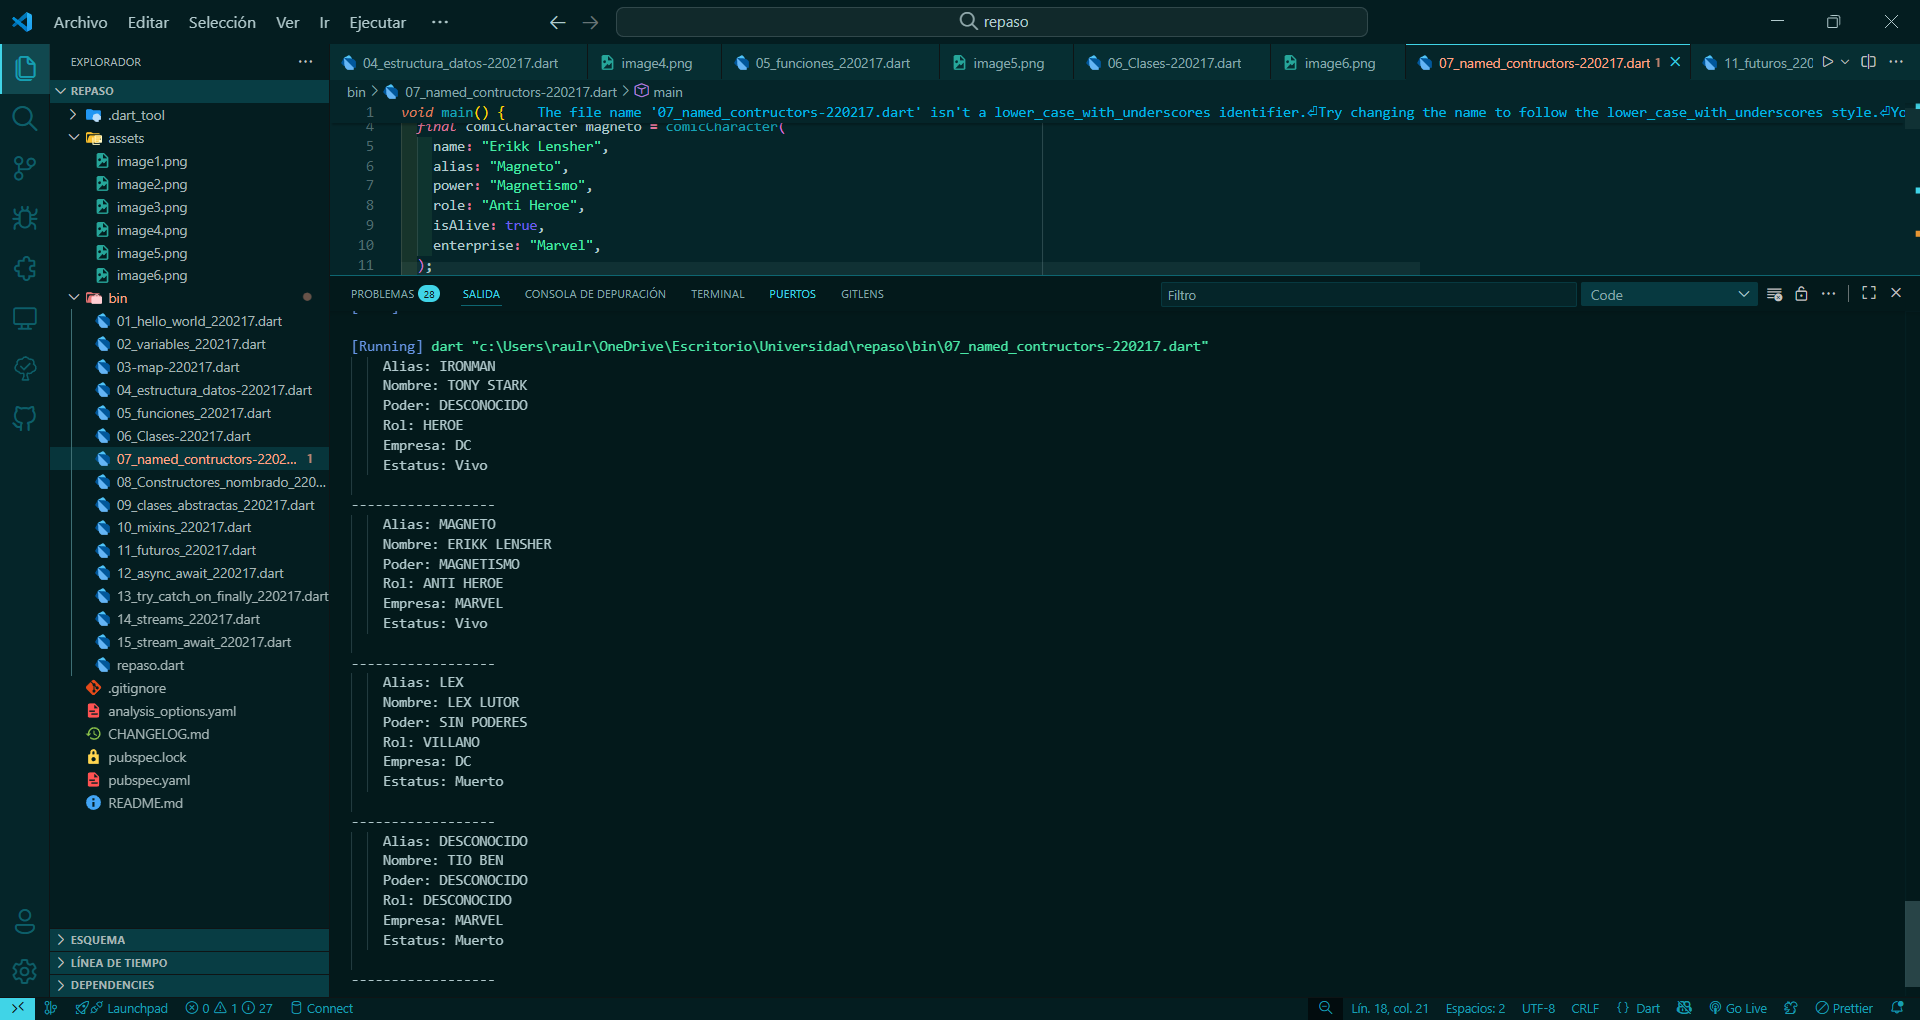 Archivo Editar Selección Ver Ir Ejecutar ··· repaso
EXPLORADOR ···
REPASO
.dart_tool
assets
image1.png
image2.png
image3.png
image4.png
image5.png
image6.png
bin
01_hello_world_220217.dart
02_variables_220217.dart
03-map-220217.dart
04_estructura_datos-220217.dart
05_funciones_220217.dart
06_Clases-220217.dart
07_named_contructors-2202... 1
08_Constructores_nombrado_220...
09_clases_abstractas_220217.dart
10_mixins_220217.dart
11_futuros_220217.dart
12_async_await_220217.dart
13_try_catch_on_finally_220217.dart
14_streams_220217.dart
15_stream_await_220217.dart
repaso.dart
.gitignore
analysis_options.yaml
CHANGELOG.md
pubspec.lock
pubspec.yaml
README.md
ESQUEMA
LÍNEA DE TIEMPO
DEPENDENCIES
04_estructura_datos-220217.dart image4.png 05_funciones_220217.dart image5.png 06_Clases-220217.dart image6.png 07_named_contructors-220217.dart 1 11_futuros_220
bin > 07_named_contructors-220217.dart > main
1 void main() { The file name '07_named_contructors-220217.dart' isn't a lower_case_with_underscores identifier.⏎Try changing the name to follow the lower_case_with_underscores style.⏎Yo
4 final comicCharacter magneto = comicCharacter(
5 name: "Erikk Lensher",
6 alias: "Magneto",
7 power: "Magnetismo",
8 role: "Anti Heroe",
9 isAlive: true,
10 enterprise: "Marvel",
11 );
PROBLEMAS 28 SALIDA CONSOLA DE DEPURACIÓN TERMINAL PUERTOS GITLENS Filtro Code
[Running] dart "c:\Users\raulr\OneDrive\Escritorio\Universidad\repaso\bin\07_named_contructors-220217.dart"
Alias: IRONMAN
Nombre: TONY STARK
Poder: DESCONOCIDO
Rol: HEROE
Empresa: DC
Estatus: Vivo
------------------
Alias: MAGNETO
Nombre: ERIKK LENSHER
Poder: MAGNETISMO
Rol: ANTI HEROE
Empresa: MARVEL
Estatus: Vivo
------------------
Alias: LEX
Nombre: LEX LUTOR
Poder: SIN PODERES
Rol: VILLANO
Empresa: DC
Estatus: Muerto
------------------
Alias: DESCONOCIDO
Nombre: TIO BEN
Poder: DESCONOCIDO
Rol: DESCONOCIDO
Empresa: MARVEL
Estatus: Muerto
------------------
Launchpad 0 1 27 Connect Lín. 18, col. 21 Espacios: 2 UTF-8 CRLF {} Dart Go Live Prettier